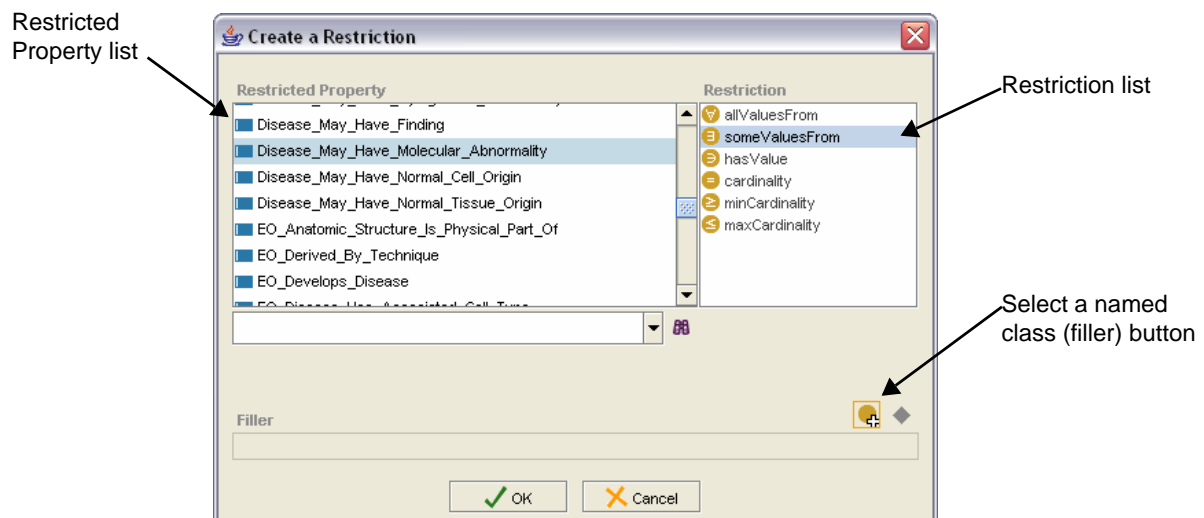 Restricted
Property list
Create a Restriction
Restricted Property
Restriction
Disease_May_Have_Finding
Disease_May_Have_Molecular_Abnormality
Disease_May_Have_Normal_Cell_Origin
Disease_May_Have_Normal_Tissue_Origin
EO_Anatomic_Structure_Is_Physical_Part_Of
EO_Derived_By_Technique
EO_Develops_Disease
allValuesFrom
someValuesFrom
hasValue
cardinality
minCardinality
maxCardinality
Restriction list
Select a named
class (filler) button
Filler
OK
Cancel